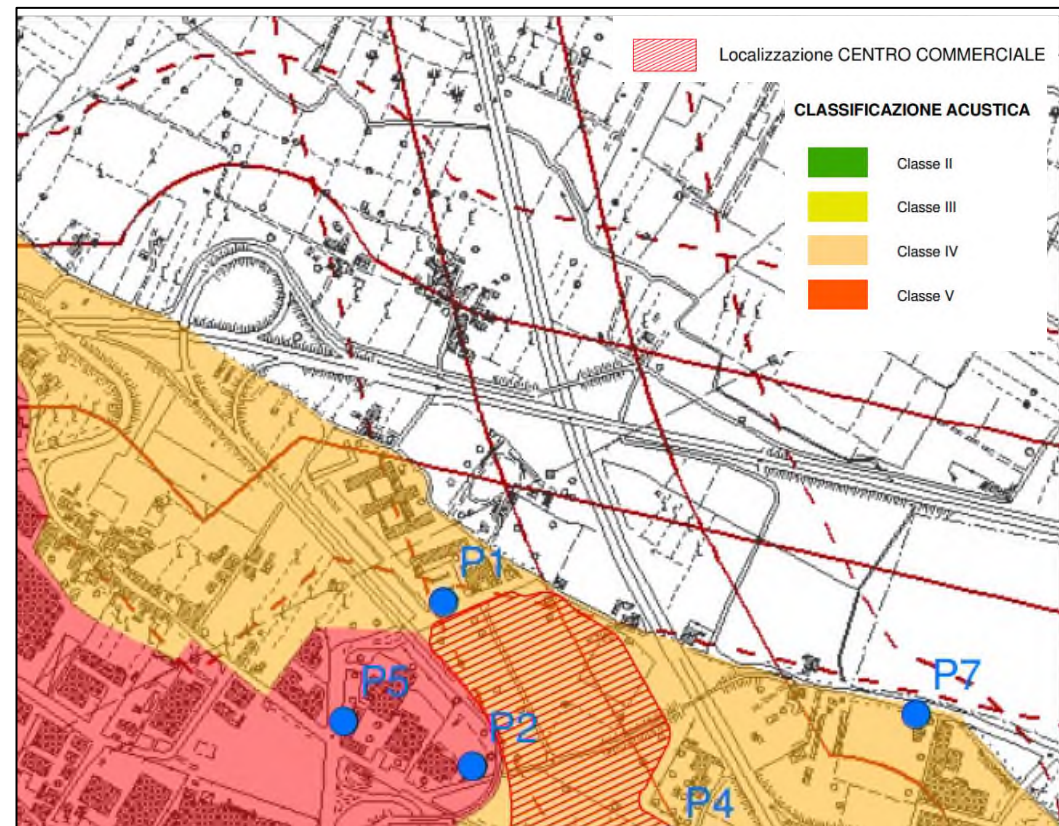 Localizzazione CENTRO COMMERCIALE
CLASSIFICAZIONE ACUSTICA
Classe II
Classe III
Classe IV
Classe V
P1
P5
P7
P2
P4